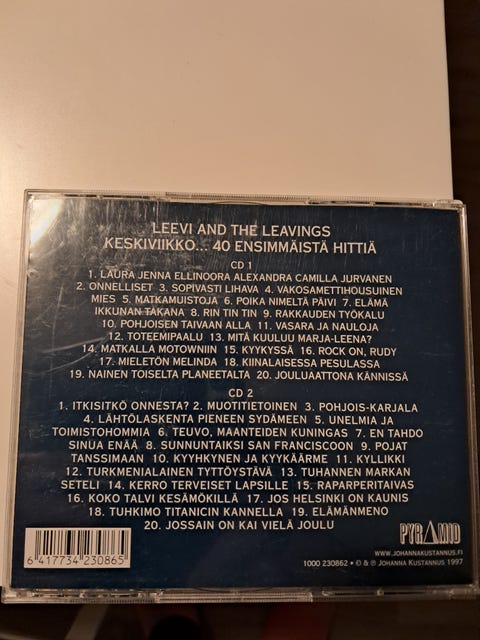 LEEVI AND THE LEAVINGS
KESKIVIIKKO... 40 ENSIMMÄISTÄ HITTIÄ
CD 1
1. LAURA JENNA ELLINOORA ALEXANDRA CAMILLA JURVANEN
2. ONNELLISET 3. SOPIVASTI LIHAVA 4. VAKOSAMETTIHOUSUINEN
MIES 5. MATKAMUISTOJA 6. POIKA NIMELTÄ PÄIVI 7. ELÄMÄ
IKKUNAN TAKANA 8. RIN TIN TIN 9. RAKKAUDEN TYÖKALU
10. POHJOISEN TAIVAAN ALLA 11. VASARA JA NAULOJA
12. TOTEEMIPAALU 13. MITÄ KUULUU MARJA-LEENA?
14. MATKALLA MOTOWNIIN 15. KYYKYSSÄ 16. ROCK ON, RUDY
17. MIELETÖN MELINDA 18. KIINALAISESSA PESULASSA
19. NAINEN TOISELTA PLANEETALTA 20. JOULUAATTONA KÄNNISSÄ
CD 2
1. ITKISITKÖ ONNESTA? 2. MUOTITIETOINEN 3. POHJOIS-KARJALA
4. LÄHTÖLASKENTA PIENEEN SYDÄMEEN 5. UNELMIA JA
TOIMISTOHOMMIA 6. TEUVO, MAANTEIDEN KUNINGAS 7. EN TAHDO
SINUA ENÄÄ 8. SUNNUNTAIKSI SAN FRANCISCOON 9. POJAT
TANSSIMAAN 10. KYYHKYNEN JA KYYKÄÄRME 11. KYLLIKKI
12. TURKMENIALAINEN TYTTÖYSTÄVÄ 13. TUHANNEN MARKAN
SETELI 14. KERRO TERVEISET LAPSILLE 15. RAPARPERITAIVAS
16. KOKO TALVI KESÄMÖKILLÄ 17. JOS HELSINKI ON KAUNIS
18. TUHKIMO TITANICIN KANNELLA 19. ELÄMÄNMENO
20. JOSSAIN ON KAI VIELÄ JOULU
PYRAMID
WWW.JOHANNAKUSTANNUS.FI
6 417734 230865
1000 230862 • © & ℗ JOHANNA KUSTANNUS 1997